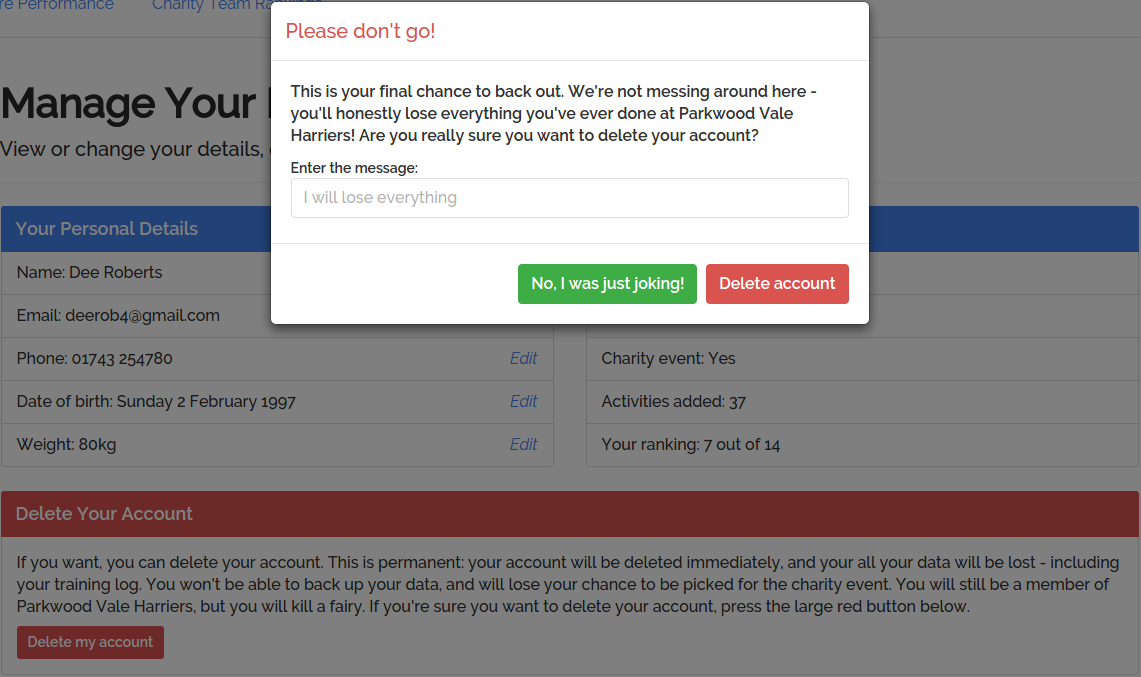 re Performance
Charity Team Rankings
Please don't go!
This is your final chance to back out. We're not messing around here -
you'll honestly lose everything you've ever done at Parkwood Vale
Harriers! Are you really sure you want to delete your account?
Enter the message:
I will lose everything
No, I was just joking!
Delete account
Manage Your
View or change your details,
Your Personal Details
Name: Dee Roberts
Email: deerob4@gmail.com
Phone: 01743 254780
Edit
Date of birth: Sunday 2 February 1997
Edit
Weight: 80kg
Edit
Charity event: Yes
Activities added: 37
Your ranking: 7 out of 14
Delete Your Account
If you want, you can delete your account. This is permanent: your account will be deleted immediately, and your all your data will be lost - including
your training log. You won't be able to back up your data, and will lose your chance to be picked for the charity event. You will still be a member of
Parkwood Vale Harriers, but you will kill a fairy. If you're sure you want to delete your account, press the large red button below.
Delete my account